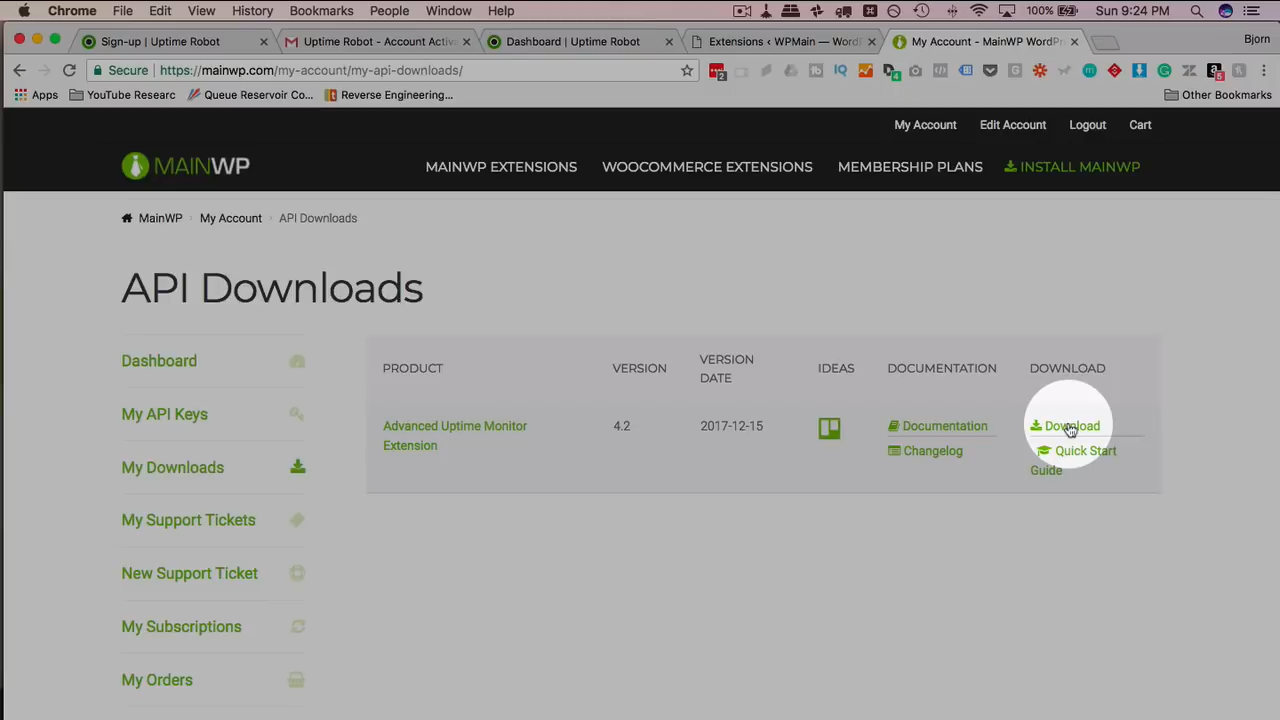 Chrome File Edit View History Bookmarks People Window Help 100% Sun 9:24 PM
Sign-up | Uptime Robot
Uptime Robot - Account Activ
Dashboard | Uptime Robot
Extensions ‹ WPMain — Word
My Account - MainWP WordPr
Bjorn
Secure https://mainwp.com/my-account/my-api-downloads/
Apps YouTube Researc Queue Reservoir Co... Reverse Engineering... Other Bookmarks
My Account Edit Account Logout Cart
MAINWP MAINWP EXTENSIONS WOOCOMMERCE EXTENSIONS MEMBERSHIP PLANS INSTALL MAINWP
MainWP My Account API Downloads
API Downloads
Dashboard
My API Keys
My Downloads
My Support Tickets
New Support Ticket
My Subscriptions
My Orders
PRODUCT VERSION VERSION DATE IDEAS DOCUMENTATION DOWNLOAD
Advanced Uptime Monitor
Extension
4.2
2017-12-15
Documentation
Changelog
Download
Quick Start
Guide